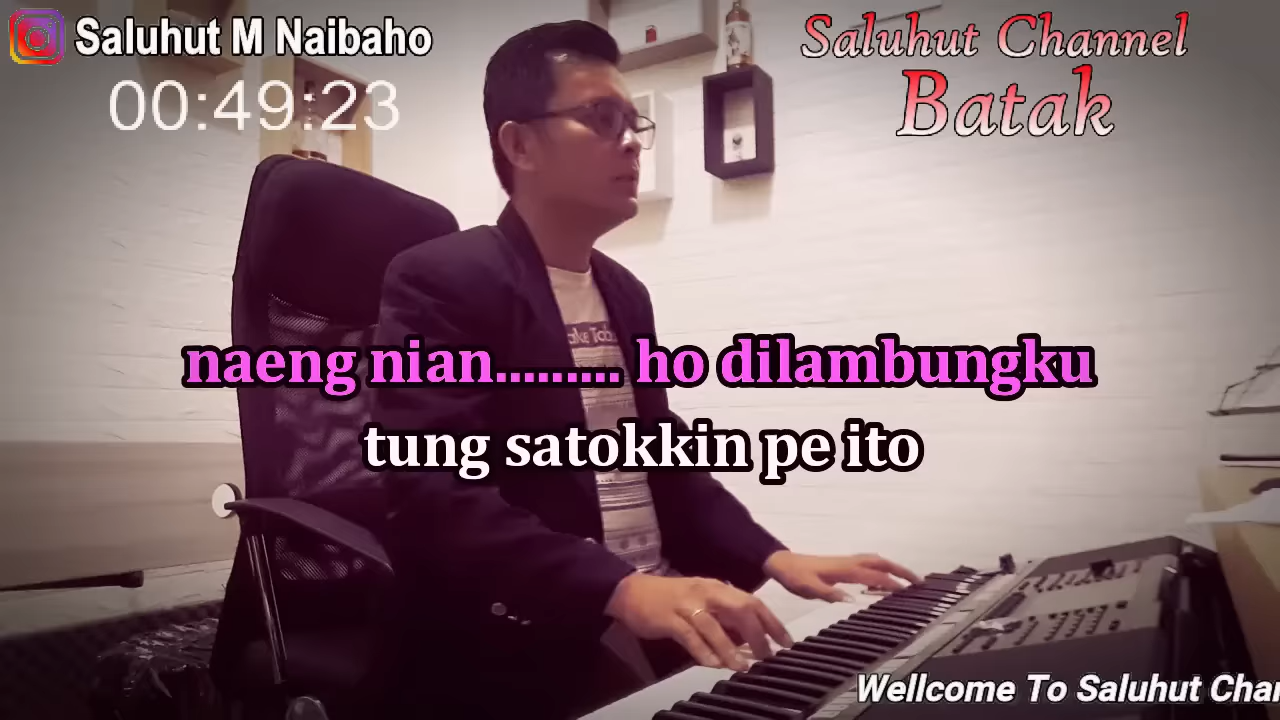 Saluhut M Naibaho
00:49:23
Saluhut Channel
Batak
naeng nian......... ho dilambungku
tung satokkin pe ito
Wellcome To Saluhut Cha